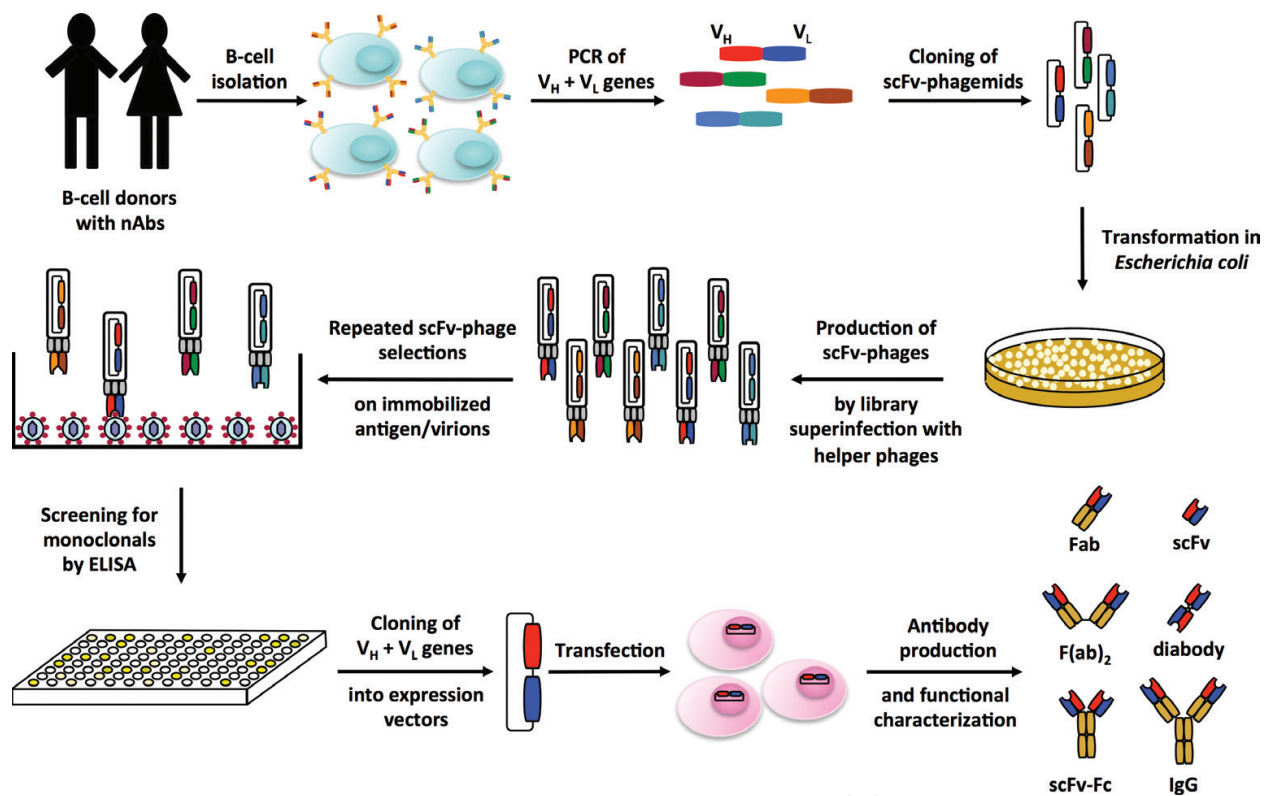 B-cell
isolation
PCR of
VH + VL genes
VH
VL
Cloning of
scFv-phagemids
B-cell donors
with nAbs
Transformation in
Escherichia coli
Repeated scFv-phage
selections
on immobilized
antigen/virions
Production of
scFv-phages
by library
superinfection with
helper phages
Screening for
monoclonals
by ELISA
Cloning of
VH + VL genes
into expression
vectors
Transfection
Antibody
production
and functional
characterization
Fab
scFv
F(ab)2
diabody
scFv-Fc
IgG